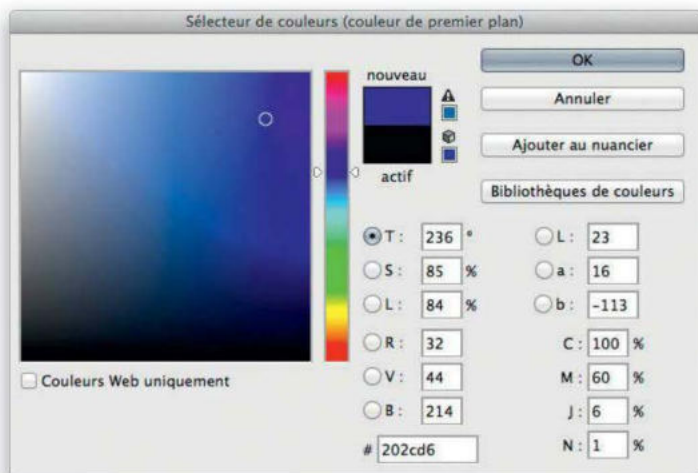 Sélecteur de couleurs (couleur de premier plan)
nouveau
actif
OK
Annuler
Ajouter au nuancier
Bibliothèques de couleurs
T : 236 °
S : 85 %
L : 84 %
R : 32
V : 44
B : 214
# 202cd6
L : 23
a : 16
b : -113
C : 100 %
M : 60 %
J : 6 %
N : 1 %
Couleurs Web uniquement